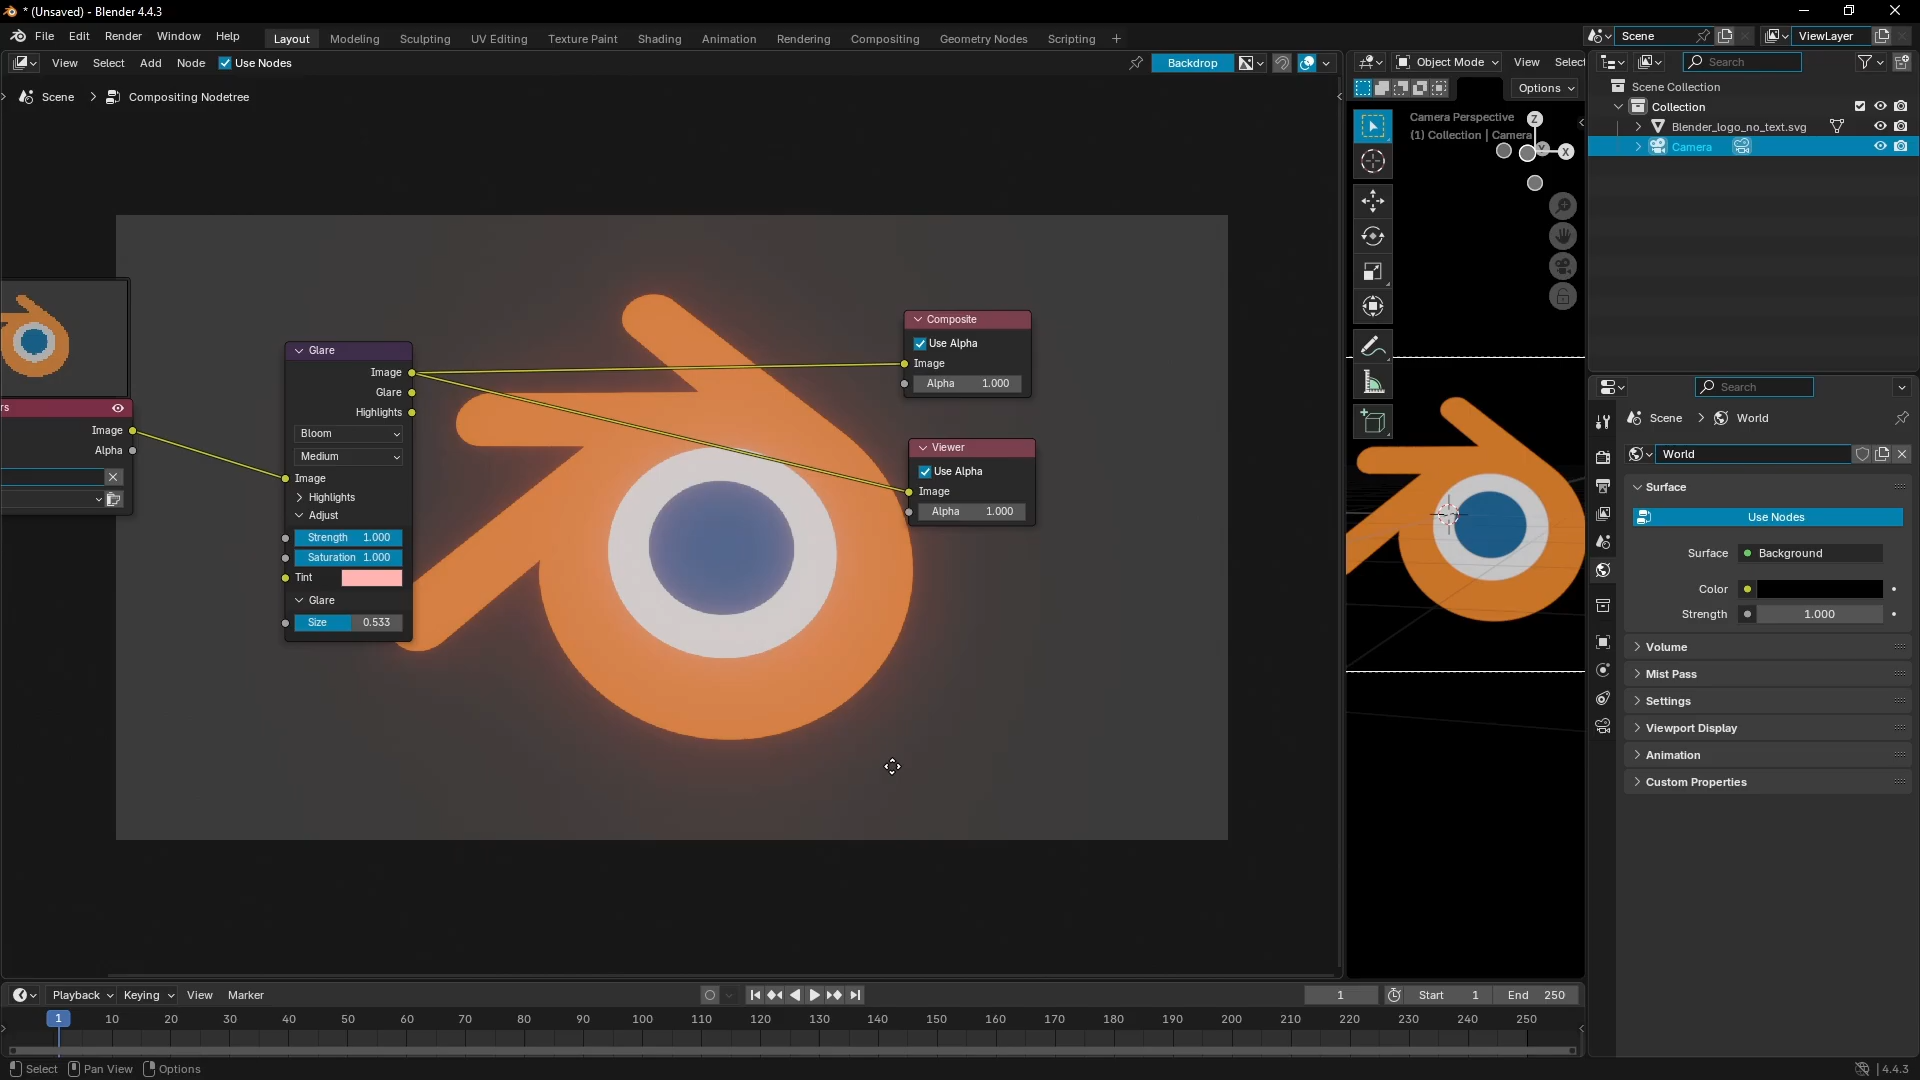 * (Unsaved) - Blender 4.4.3
File Edit Render Window Help
Layout Modeling Sculpting UV Editing Texture Paint Shading Animation Rendering Compositing Geometry Nodes Scripting +
Scene
ViewLayer
View Select Add Node Use Nodes
Backdrop
Scene > Compositing Nodetree
Glare
Image
Glare
Highlights
Bloom
Medium
Image
Highlights
Adjust
Strength 1.000
Saturation 1.000
Tint
Glare
Size 0.533
rs
Image
Alpha
Composite
Use Alpha
Image
Alpha 1.000
Viewer
Use Alpha
Image
Alpha 1.000
Object Mode View Select
Options
Camera Perspective
(1) Collection | Camera
Z
X
Search
Scene Collection
Collection
Blender_logo_no_text.svg
Camera
Search
Scene > World
World
Surface
Use Nodes
Surface Background
Color
Strength 1.000
Volume
Mist Pass
Settings
Viewport Display
Animation
Custom Properties
Playback Keying View Marker
1 Start 1 End 250
1 10 20 30 40 50 60 70 80 90 100 110 120 130 140 150 160 170 180 190 200 210 220 230 240 250
Select Pan View Options
4.4.3